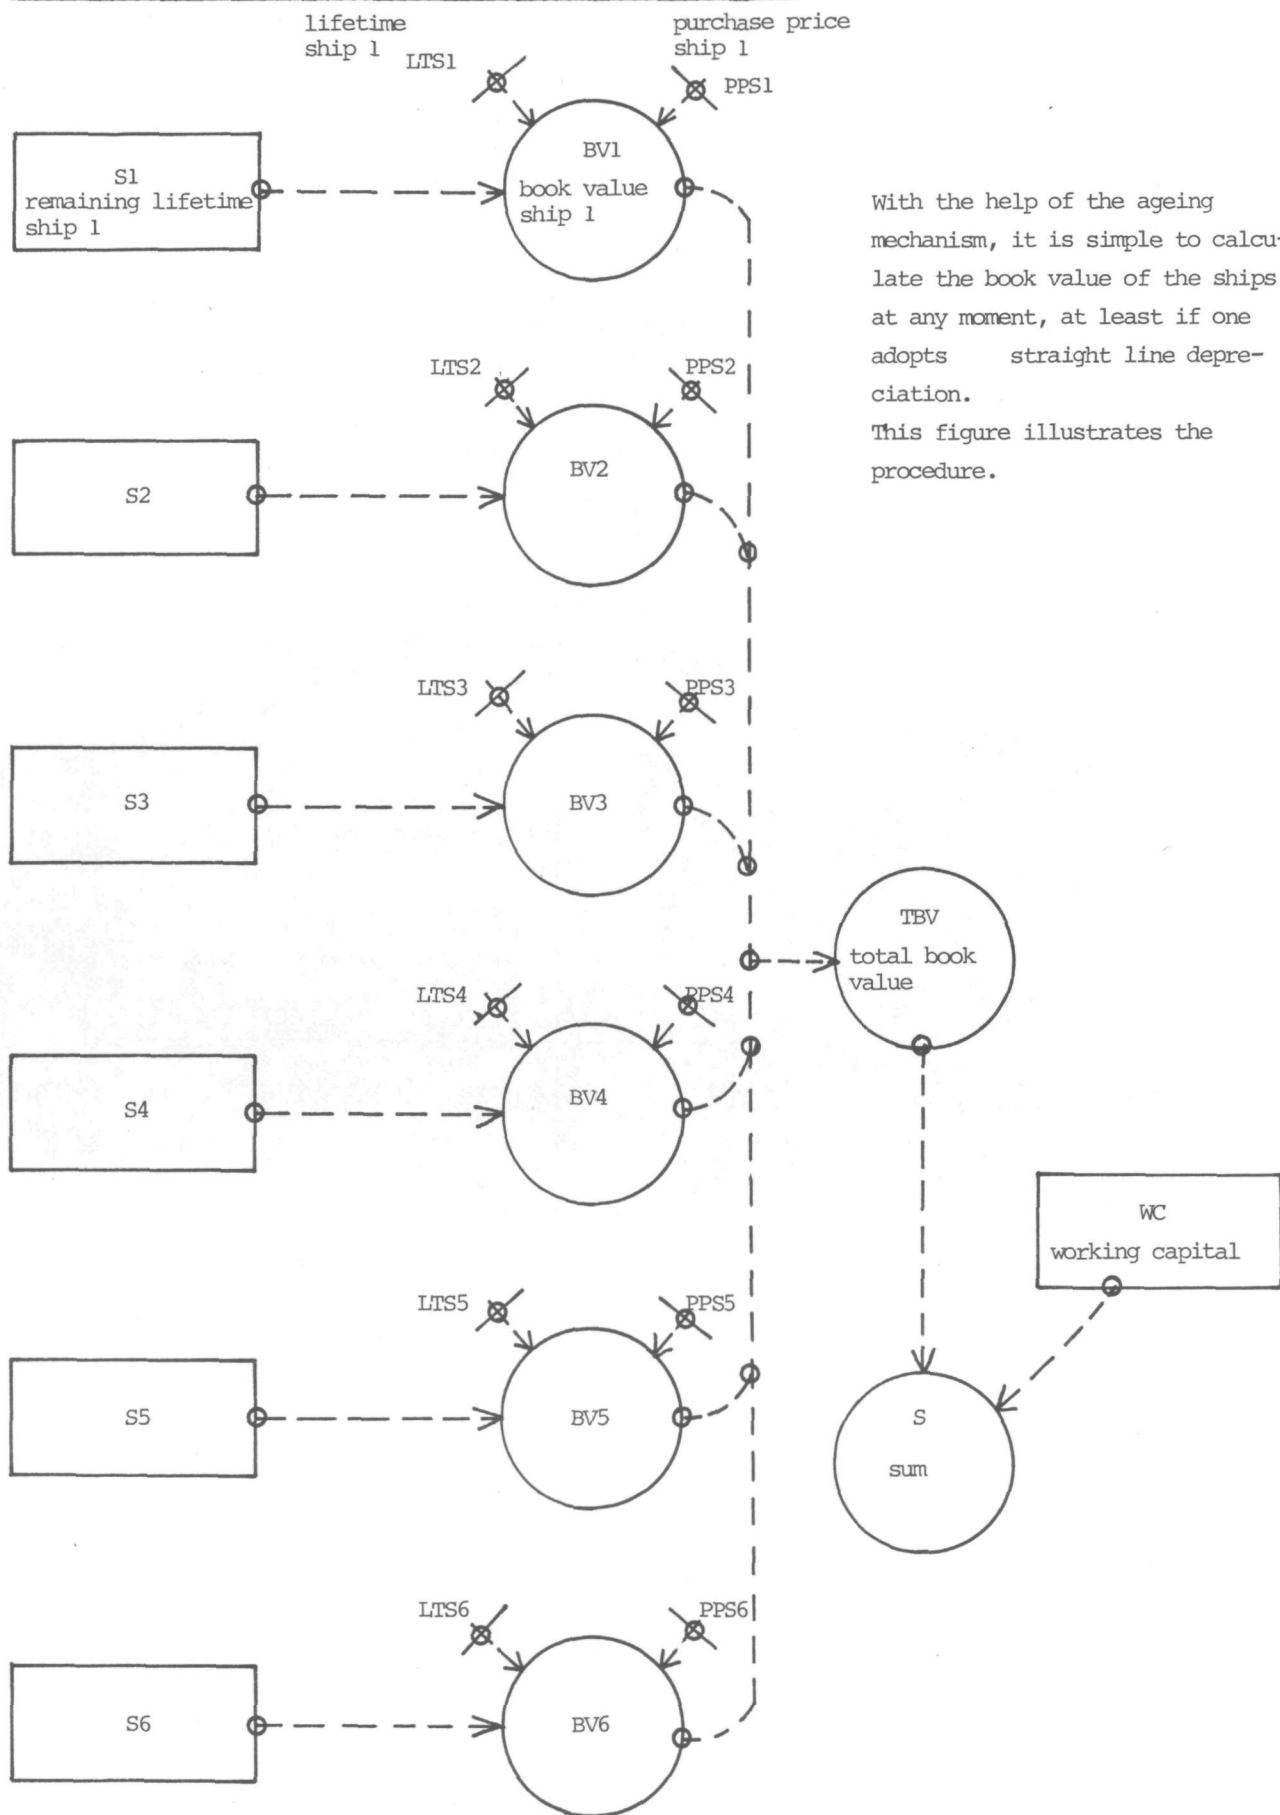 lifetime
ship 1
purchase price
ship 1
LTS1
PPS1
S1
remaining lifetime
ship 1
BV1
book value
ship 1
With the help of the ageing
mechanism, it is simple to calcu-
late the book value of the ships
at any moment, at least if one
adopts straight line depre-
ciation.
This figure illustrates the
procedure.
LTS2
PPS2
S2
BV2
LTS3
PPS3
S3
BV3
TBV
total book
value
LTS4
PPS4
S4
BV4
WC
working capital
LTS5
PPS5
S5
BV5
S
sum
LTS6
PPS6
S6
BV6